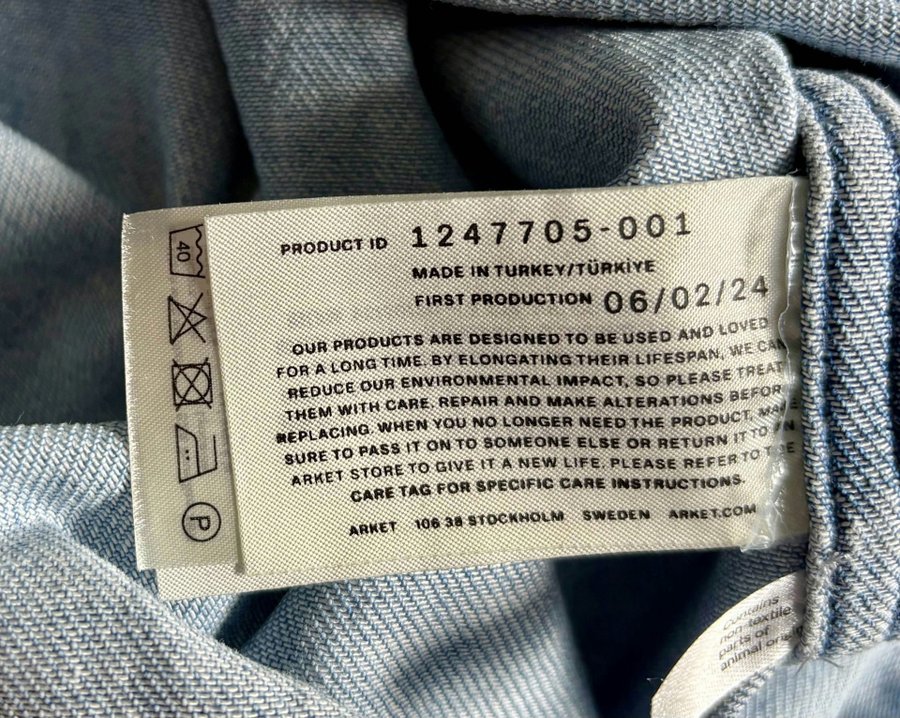 40
P
PRODUCT ID 1247705-001
MADE IN TURKEY/TÜRKİYE
FIRST PRODUCTION 06/02/24
OUR PRODUCTS ARE DESIGNED TO BE USED AND LOVED
FOR A LONG TIME. BY ELONGATING THEIR LIFESPAN, WE CAN
REDUCE OUR ENVIRONMENTAL IMPACT, SO PLEASE TREAT
THEM WITH CARE. REPAIR AND MAKE ALTERATIONS BEFOR
REPLACING. WHEN YOU NO LONGER NEED THE PRODUCT, MAKE
SURE TO PASS IT ON TO SOMEONE ELSE OR RETURN IT TO AN
ARKET STORE TO GIVE IT A NEW LIFE. PLEASE REFER TO THE
CARE TAG FOR SPECIFIC CARE INSTRUCTIONS.
ARKET 106 38 STOCKHOLM SWEDEN ARKET.COM
contains
non-textile
parts of
animal